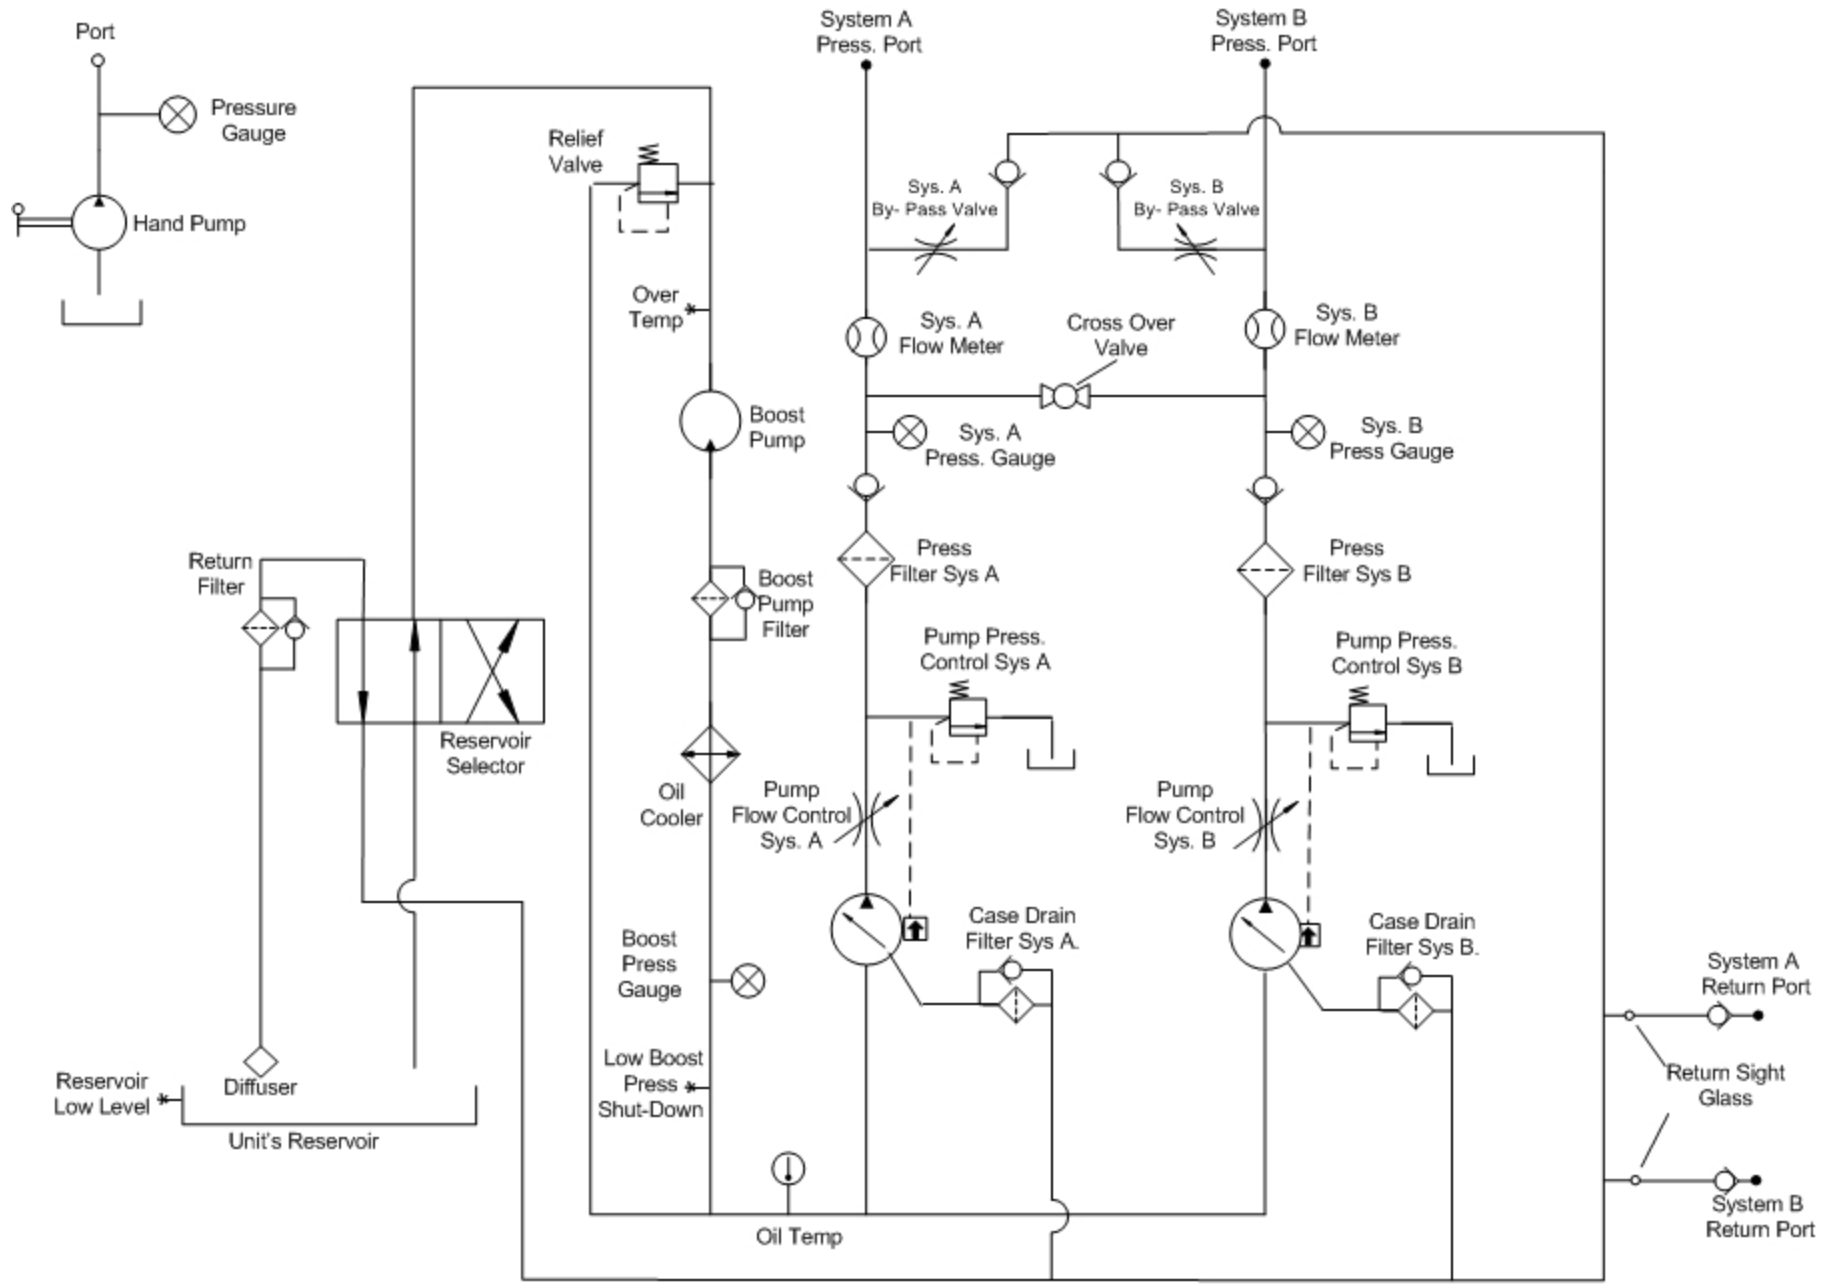 Port
Pressure
Gauge
Hand Pump
System A
Press. Port
System B
Press. Port
Relief
Valve
Sys. A
By- Pass Valve
Sys. B
By- Pass Valve
Over
Temp
Sys. A
Flow Meter
Cross Over
Valve
Sys. B
Flow Meter
Boost
Pump
Sys. A
Press. Gauge
Sys. B
Press Gauge
Return
Filter
Boost
Pump
Filter
Press
Filter Sys A
Press
Filter Sys B
Pump Press.
Control Sys A
Pump Press.
Control Sys B
Reservoir
Selector
Oil
Cooler
Pump
Flow Control
Sys. A
Pump
Flow Control
Sys. B
Boost
Press
Gauge
Case Drain
Filter Sys A.
Case Drain
Filter Sys B.
System A
Return Port
Low Boost
Press
Shut-Down
Return Sight
Glass
Reservoir
Low Level
Diffuser
Unit's Reservoir
Oil Temp
System B
Return Port